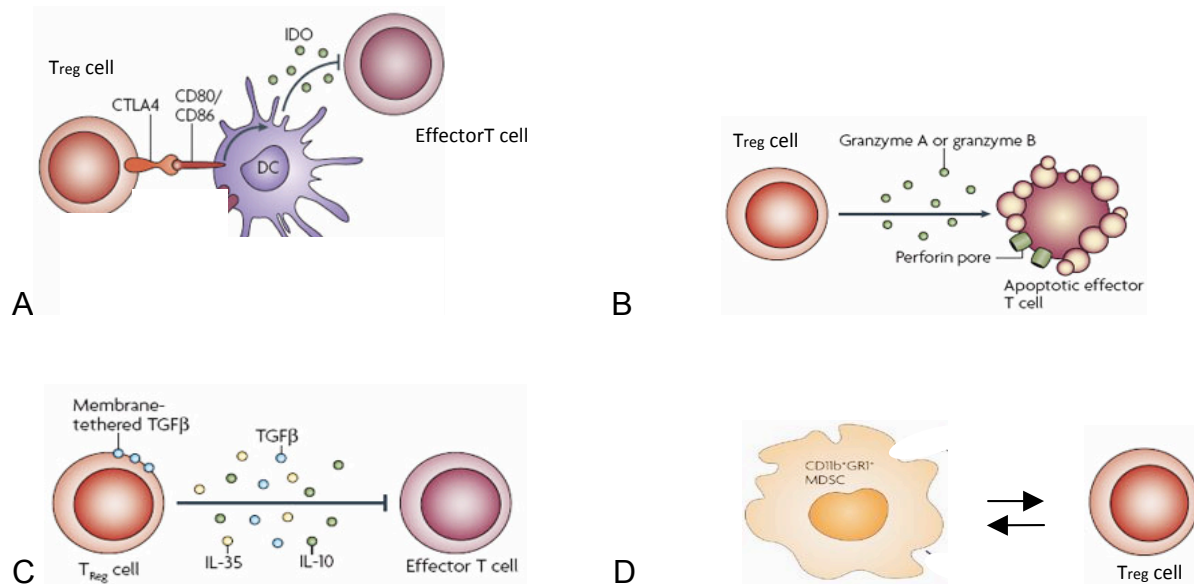 IDO
Treg cell
CTLA4
CD80/
CD86
DC
EffectorT cell
A
Treg cell
Granzyme A or granzyme B
Perforin pore
Apoptotic effector
T cell
B
Membrane-
tethered TGFβ
TGFβ
IL-35
IL-10
TReg cell
Effector T cell
C
CD11b⁺GR1⁺
MDSC
Treg cell
D